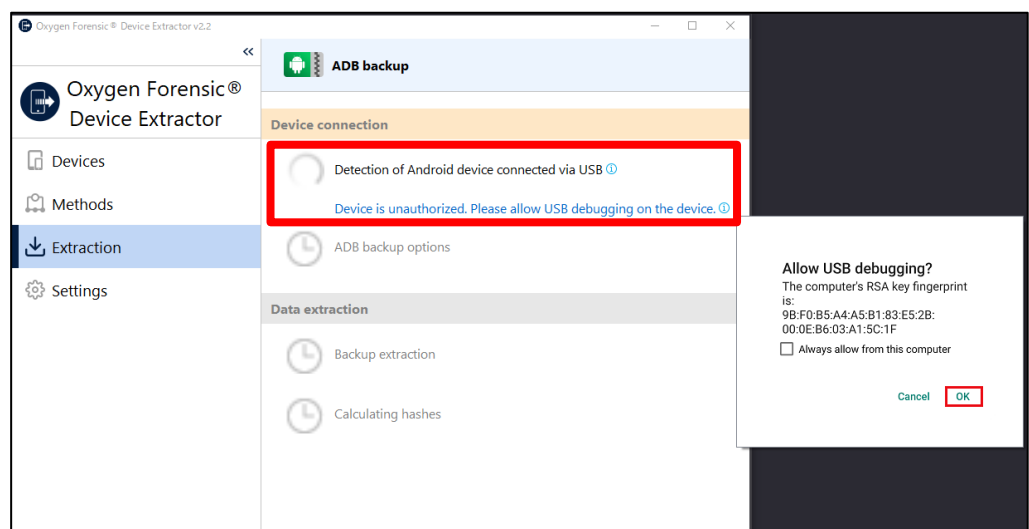 Oxygen Forensic® Device Extractor v2.2
«
Oxygen Forensic®
Device Extractor
Devices
Methods
Extraction
Settings
ADB backup
Device connection
Detection of Android device connected via USB
Device is unauthorized. Please allow USB debugging on the device.
ADB backup options
Data extraction
Backup extraction
Calculating hashes
Allow USB debugging?
The computer's RSA key fingerprint
is:
9B:F0:B5:A4:A5:B1:83:E5:2B:
00:0E:B6:03:A1:5C:1F
Always allow from this computer
Cancel OK